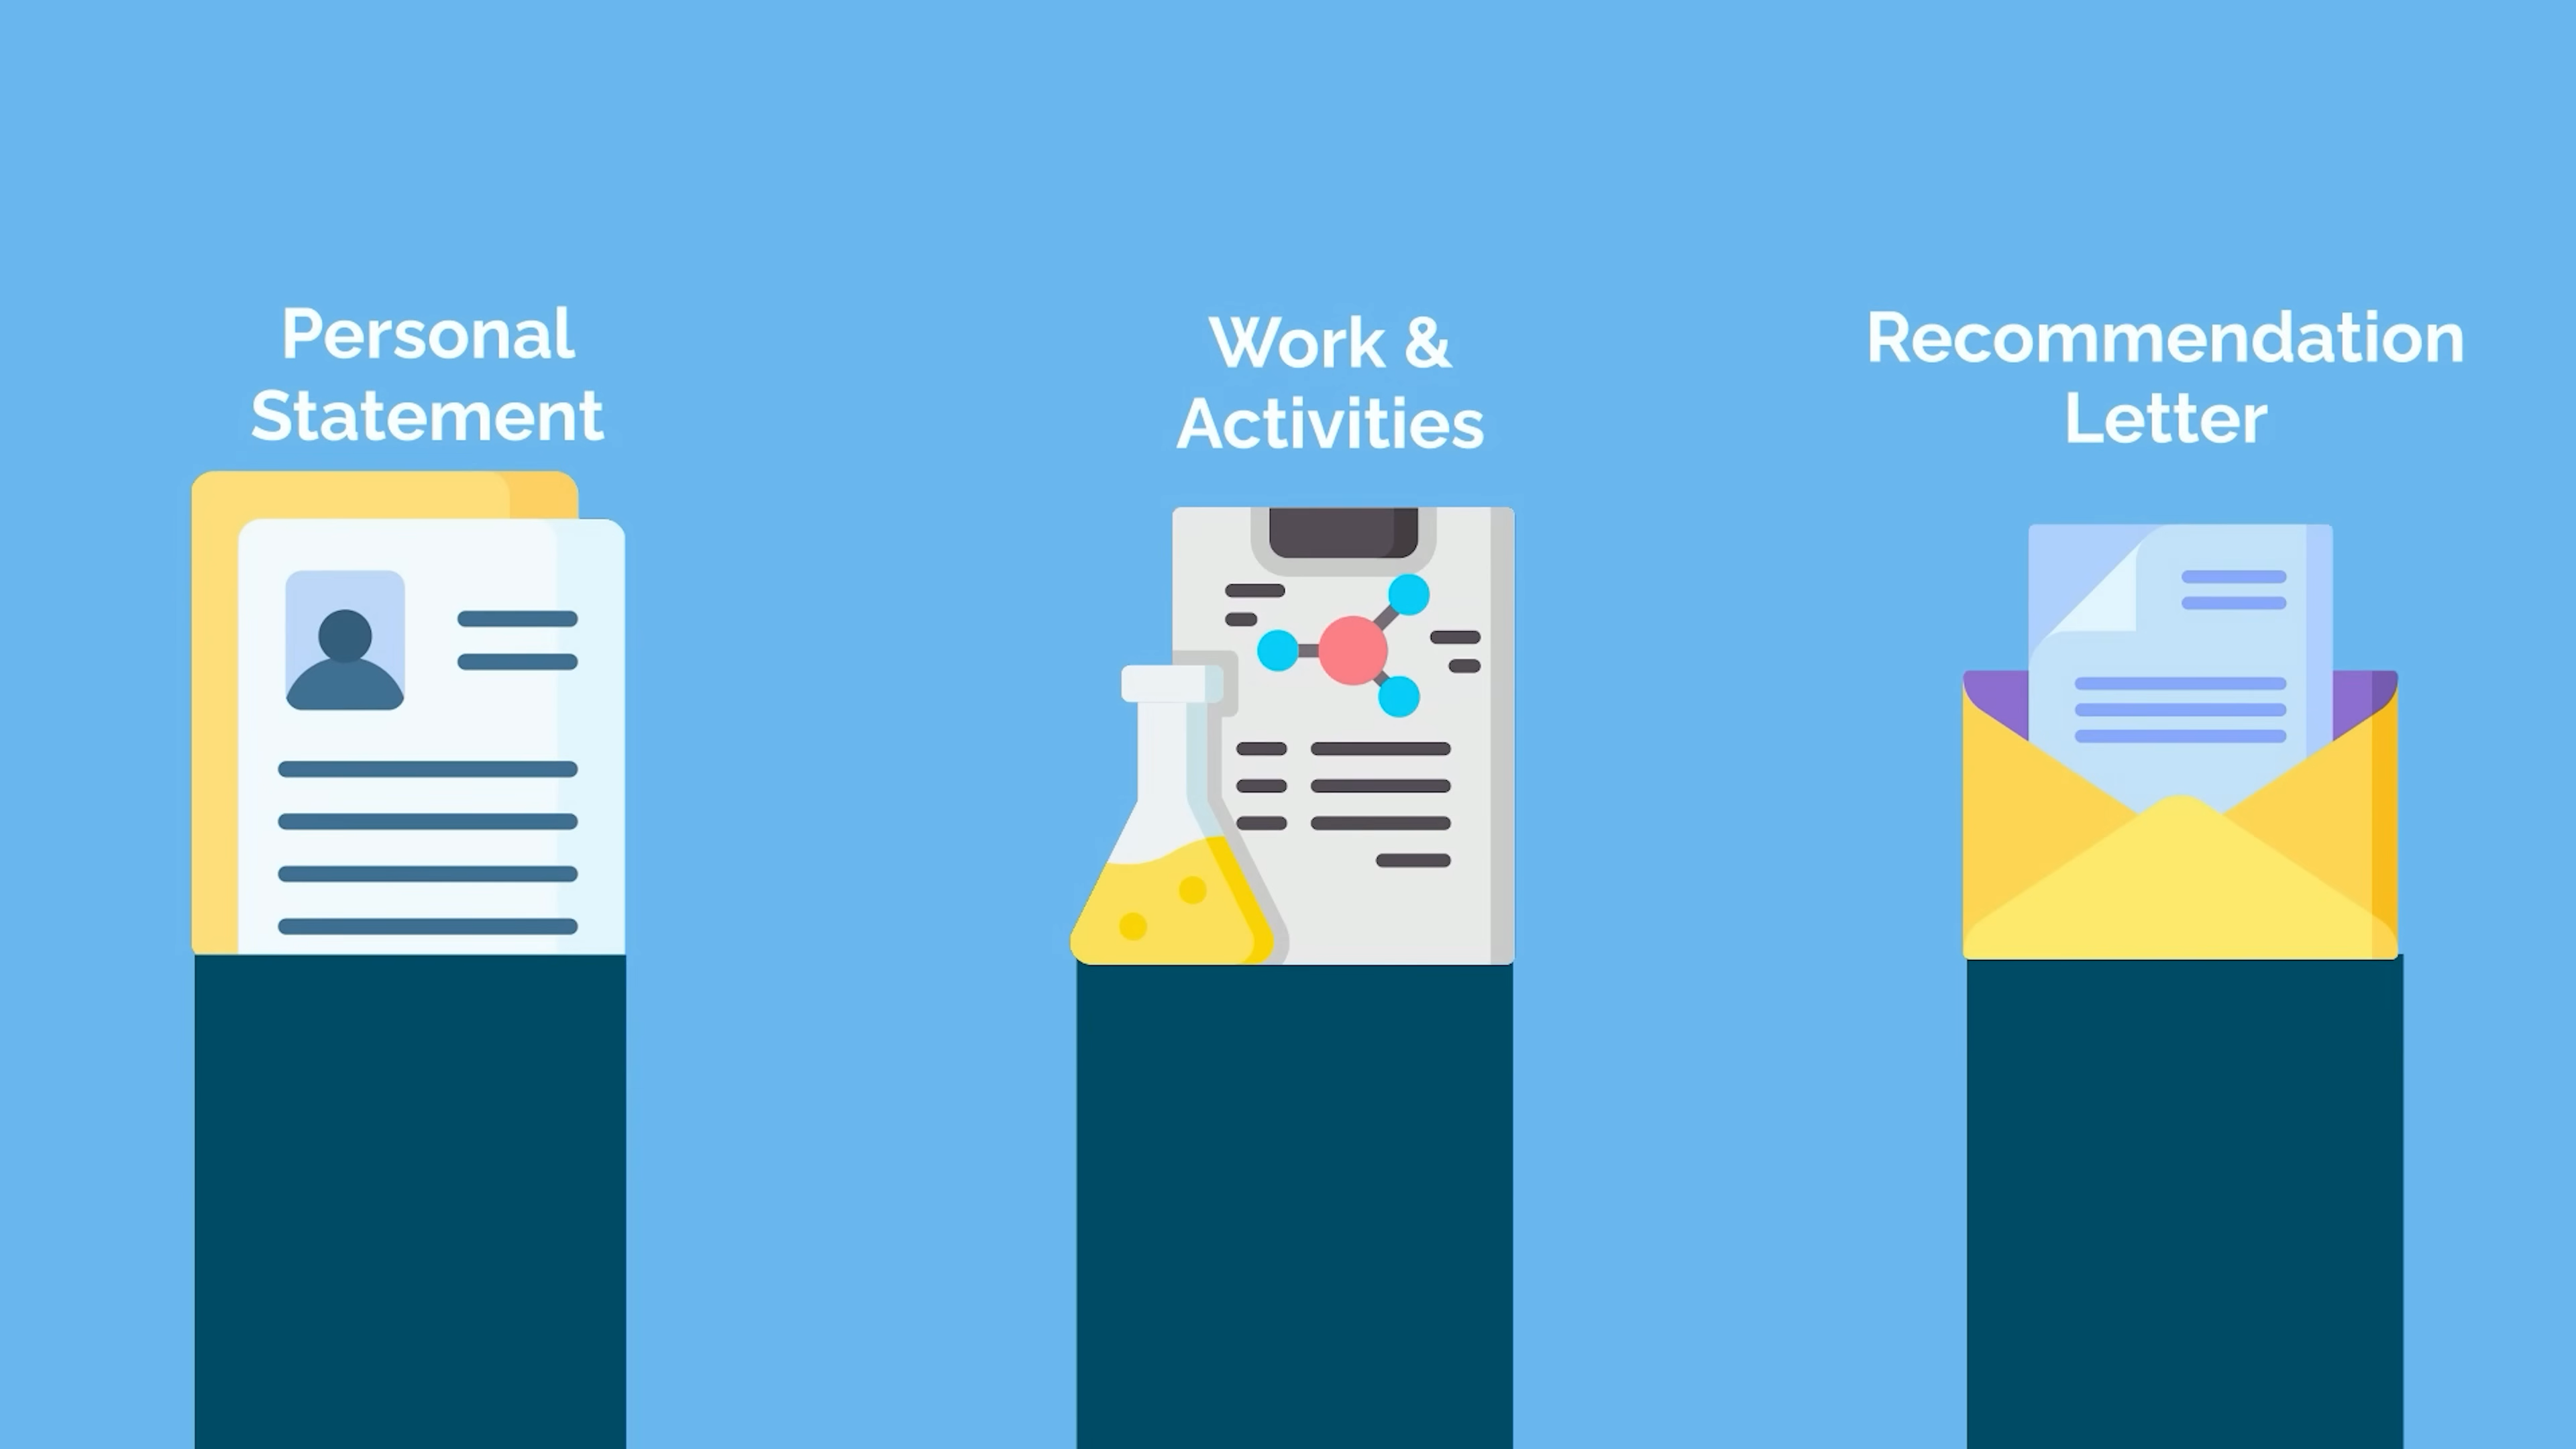 Personal
Statement
Work &
Activities
Recommendation
Letter